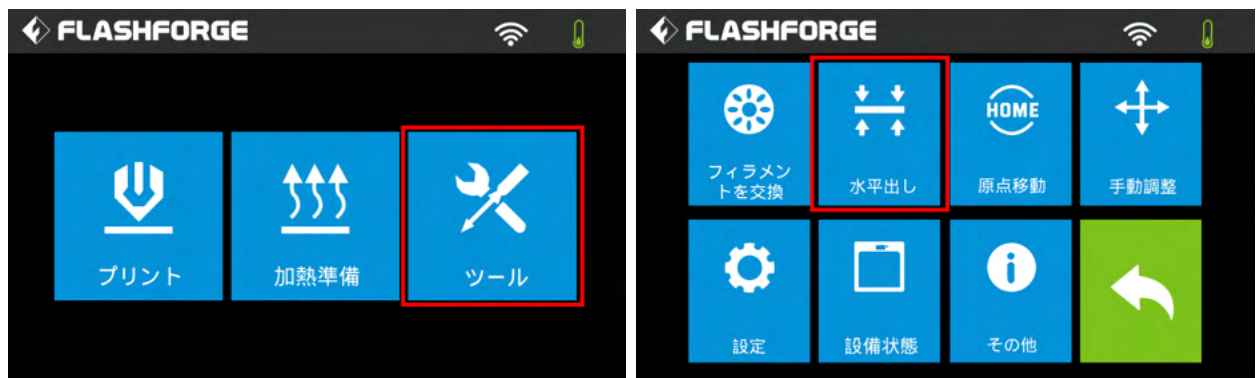 FLASHFORGE
プリント
加熱準備
ツール
FLASHFORGE
フィラメン
トを交換
水平出し
HOME
原点移動
手動調整
設定
設備状態
その他